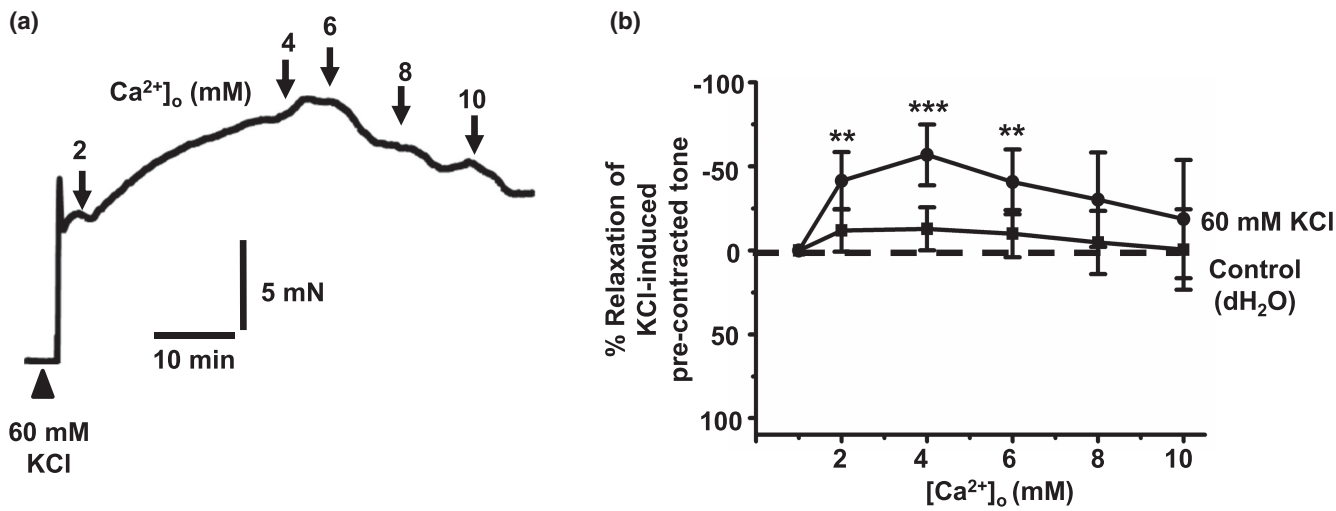 (a)
4
6
Ca²⁺]ₒ (mM)
8
10
2
5 mN
10 min
60 mM
KCl
(b)
% Relaxation of
KCl-induced
pre-contracted tone
-100
-50
0
50
100
**
***
**
60 mM KCl
Control
(dH₂O)
2 4 6 8 10
[Ca²⁺]ₒ (mM)